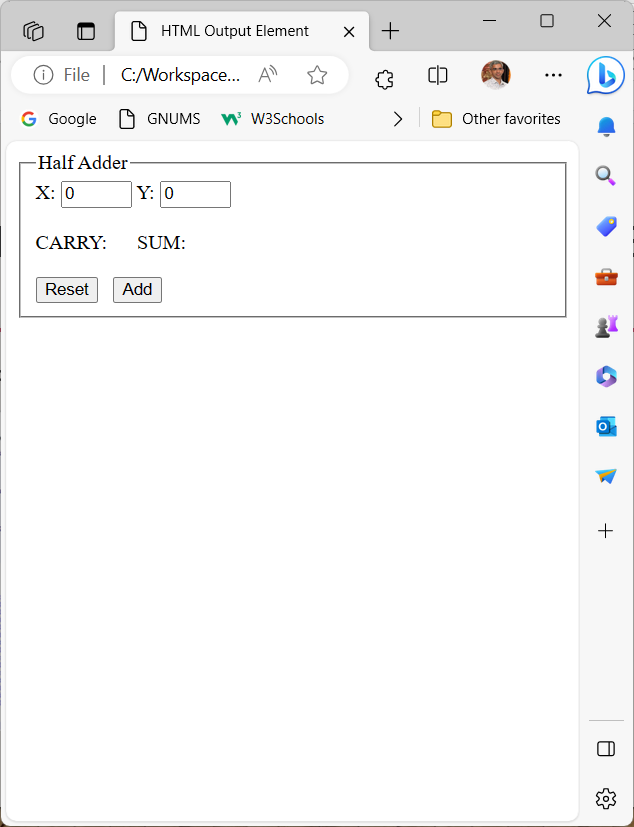 HTML Output Element
File | C:/Workspace...
Google GNUMS W3Schools Other favorites
Half Adder
X: 0 Y: 0
CARRY: SUM:
Reset Add